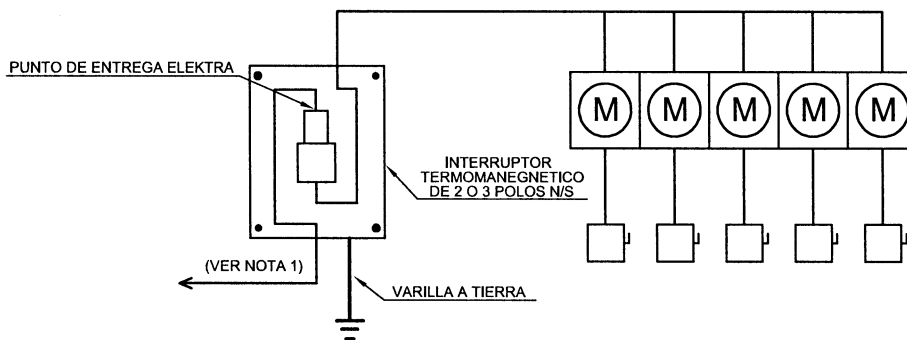 PUNTO DE ENTREGA ELEKTRA
M M M M M
INTERRUPTOR
TERMOMANEGNETICO
DE 2 O 3 POLOS N/S
(VER NOTA 1)
VARILLA A TIERRA